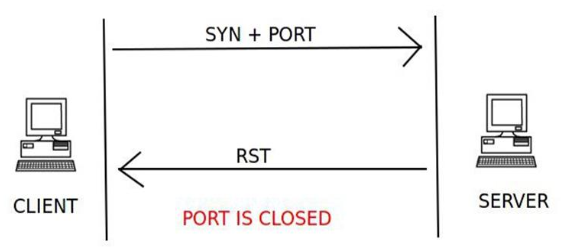 SYN + PORT
RST
CLIENT
SERVER
PORT IS CLOSED